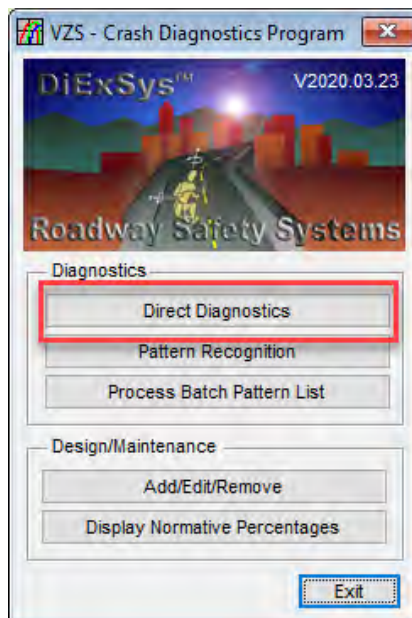 VZS - Crash Diagnostics Program
DiExSys™ V2020.03.23
Roadway Safety Systems
Diagnostics
Direct Diagnostics
Pattern Recognition
Process Batch Pattern List
Design/Maintenance
Add/Edit/Remove
Display Normative Percentages
Exit